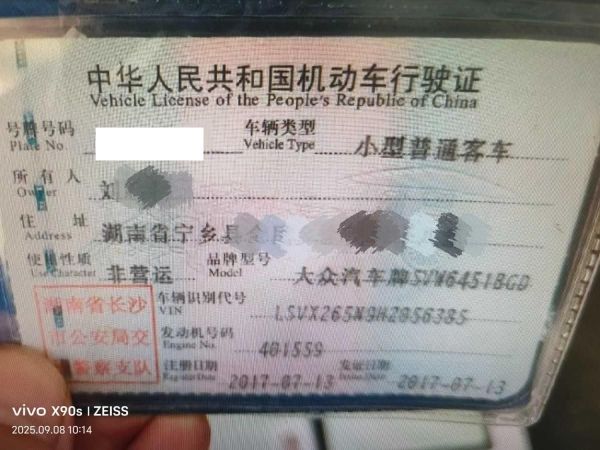 中华人民共和国机动车行驶证
Vehicle License of the People's Republic of China
号牌号码 车辆类型 小型普通客车
Plate No. Vehicle Type
所有人
Owner
住址 湖南省宁乡县
Address
使用性质 非营运 品牌型号 大众汽车牌SVW6451BGD
Use Character Model
湖南省长沙 车辆识别代号 LSVX265N9H2056385
VIN
市公安局交 发动机号码 401559
Engine No.
警察支队 注册日期 2017-07-13 发证日期 2017-07-13
Register Date Issue Date
vivo X90s | ZEISS
2025.09.08 10:14